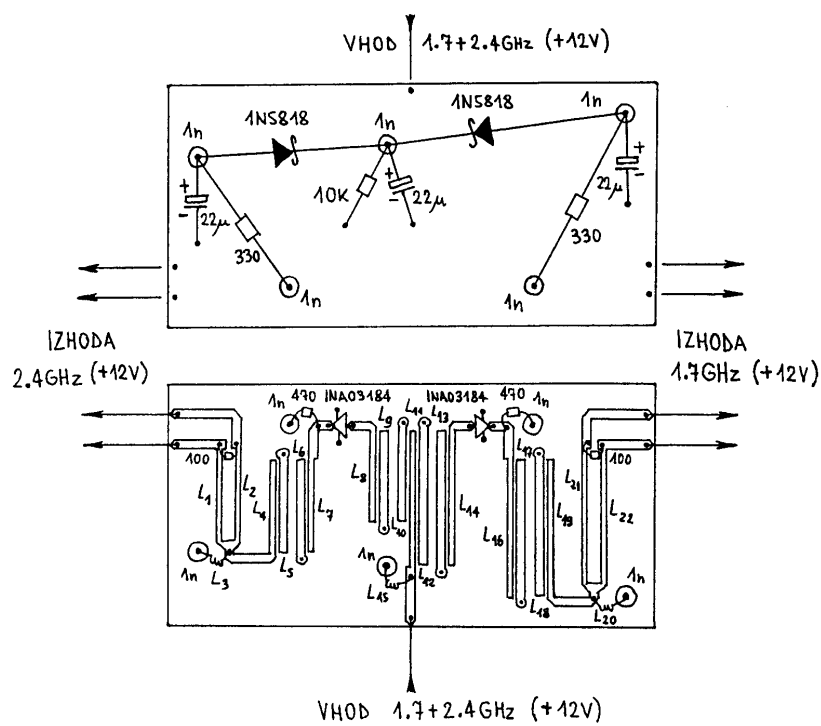 VHOD 1.7+2.4GHz (+12V)
1N5818
1N5818
1n
1n
1n
+
-
22μ
10K
+
-
22μ
+
-
22μ
330
330
1n
1n
IZHODA
2.4GHz (+12V)
IZHODA
1.7GHz (+12V)
470
1n
INA03184
INA03184
470
1n
L11
L9
L13
100
L6
L17
L21
100
L1
L2
L4
L7
L8
L10
L14
L16
L19
L22
1n
L3
L5
1n
L15
L12
L18
L20
1n
VHOD 1.7+2.4GHz (+12V)